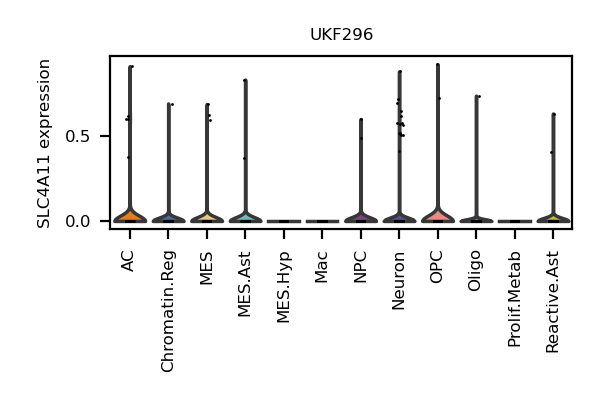 UKF296
SLC4A11 expression
0.5
0.0
AC
Chromatin.Reg
MES
MES.Ast
MES.Hyp
Mac
NPC
Neuron
OPC
Oligo
Prolif.Metab
Reactive.Ast